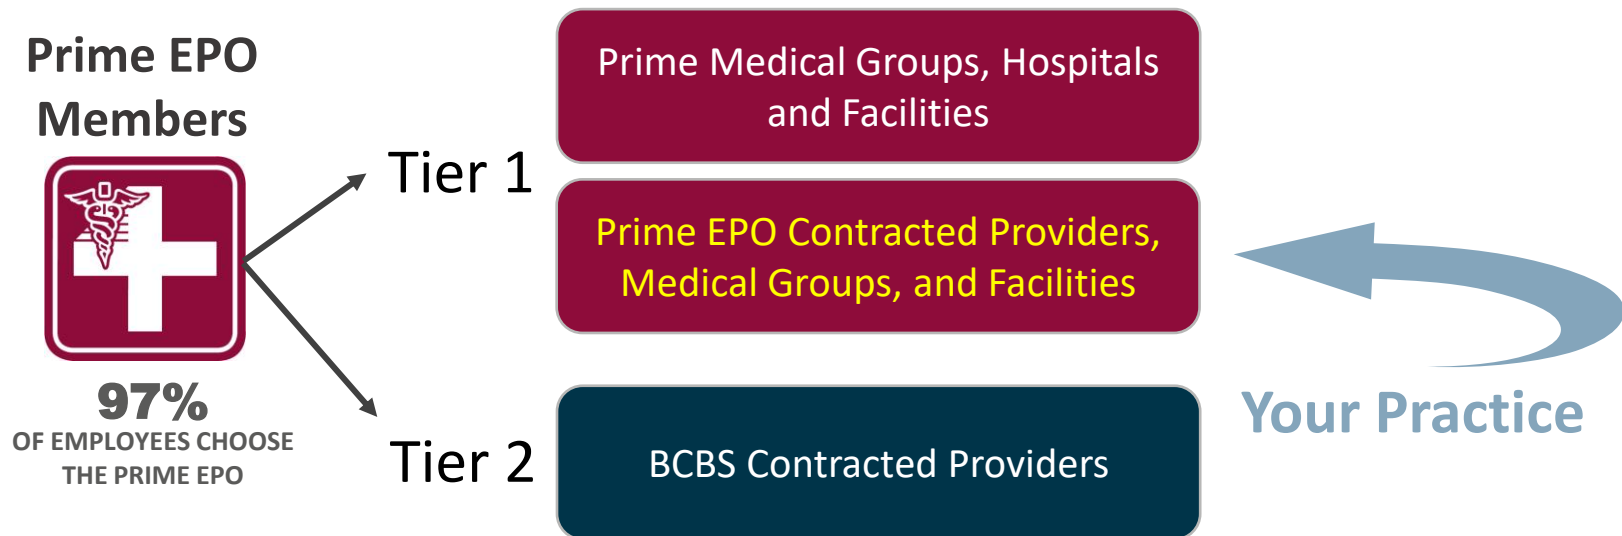 Prime EPO
Members
97%
OF EMPLOYEES CHOOSE
THE PRIME EPO
Tier 1
Prime Medical Groups, Hospitals
and Facilities
Prime EPO Contracted Providers,
Medical Groups, and Facilities
Tier 2
BCBS Contracted Providers
Your Practice